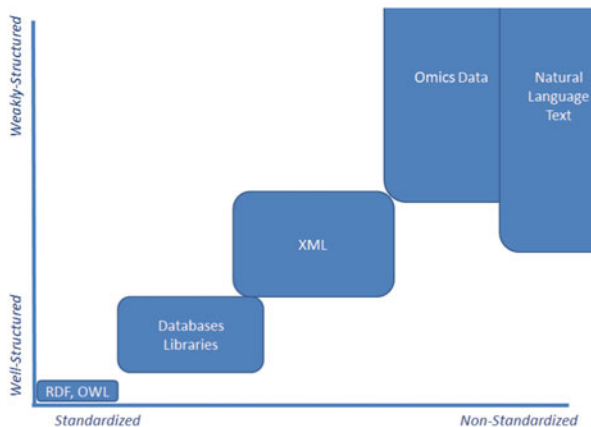 Weakly-Structured
Well-Structured
Omics Data
Natural
Language
Text
XML
Databases
Libraries
RDF, OWL
Standardized
Non-Standardized